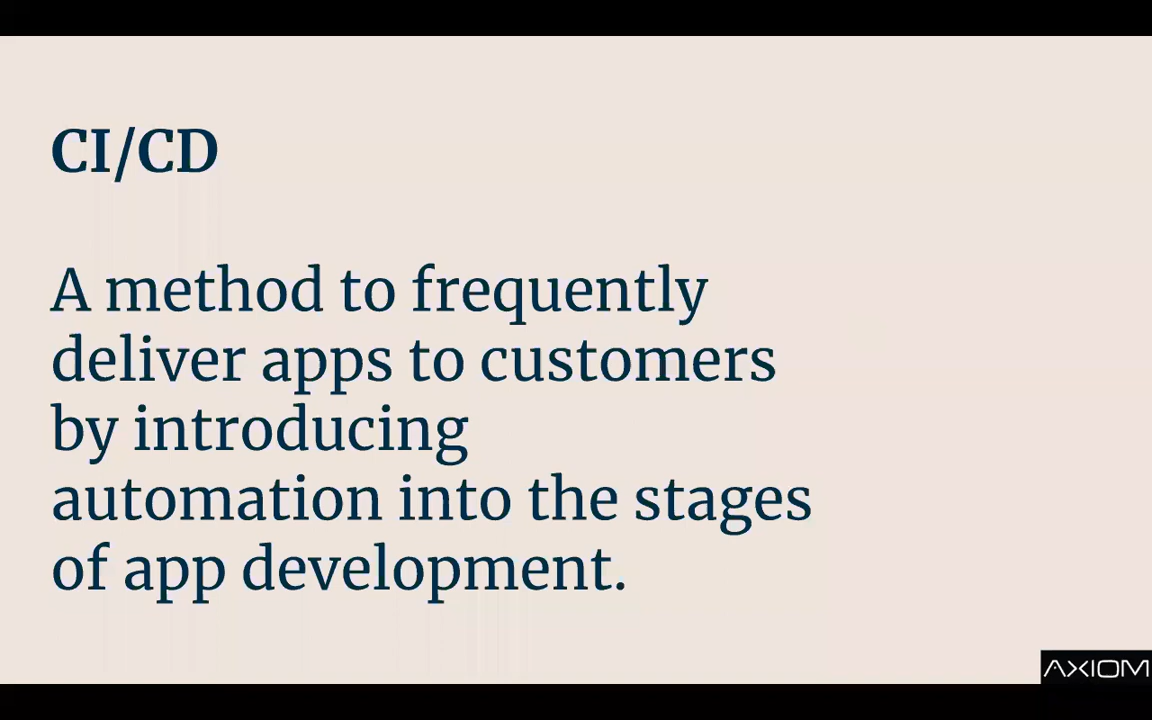 CI/CD
A method to frequently
deliver apps to customers
by introducing
automation into the stages
of app development.
AXIOM